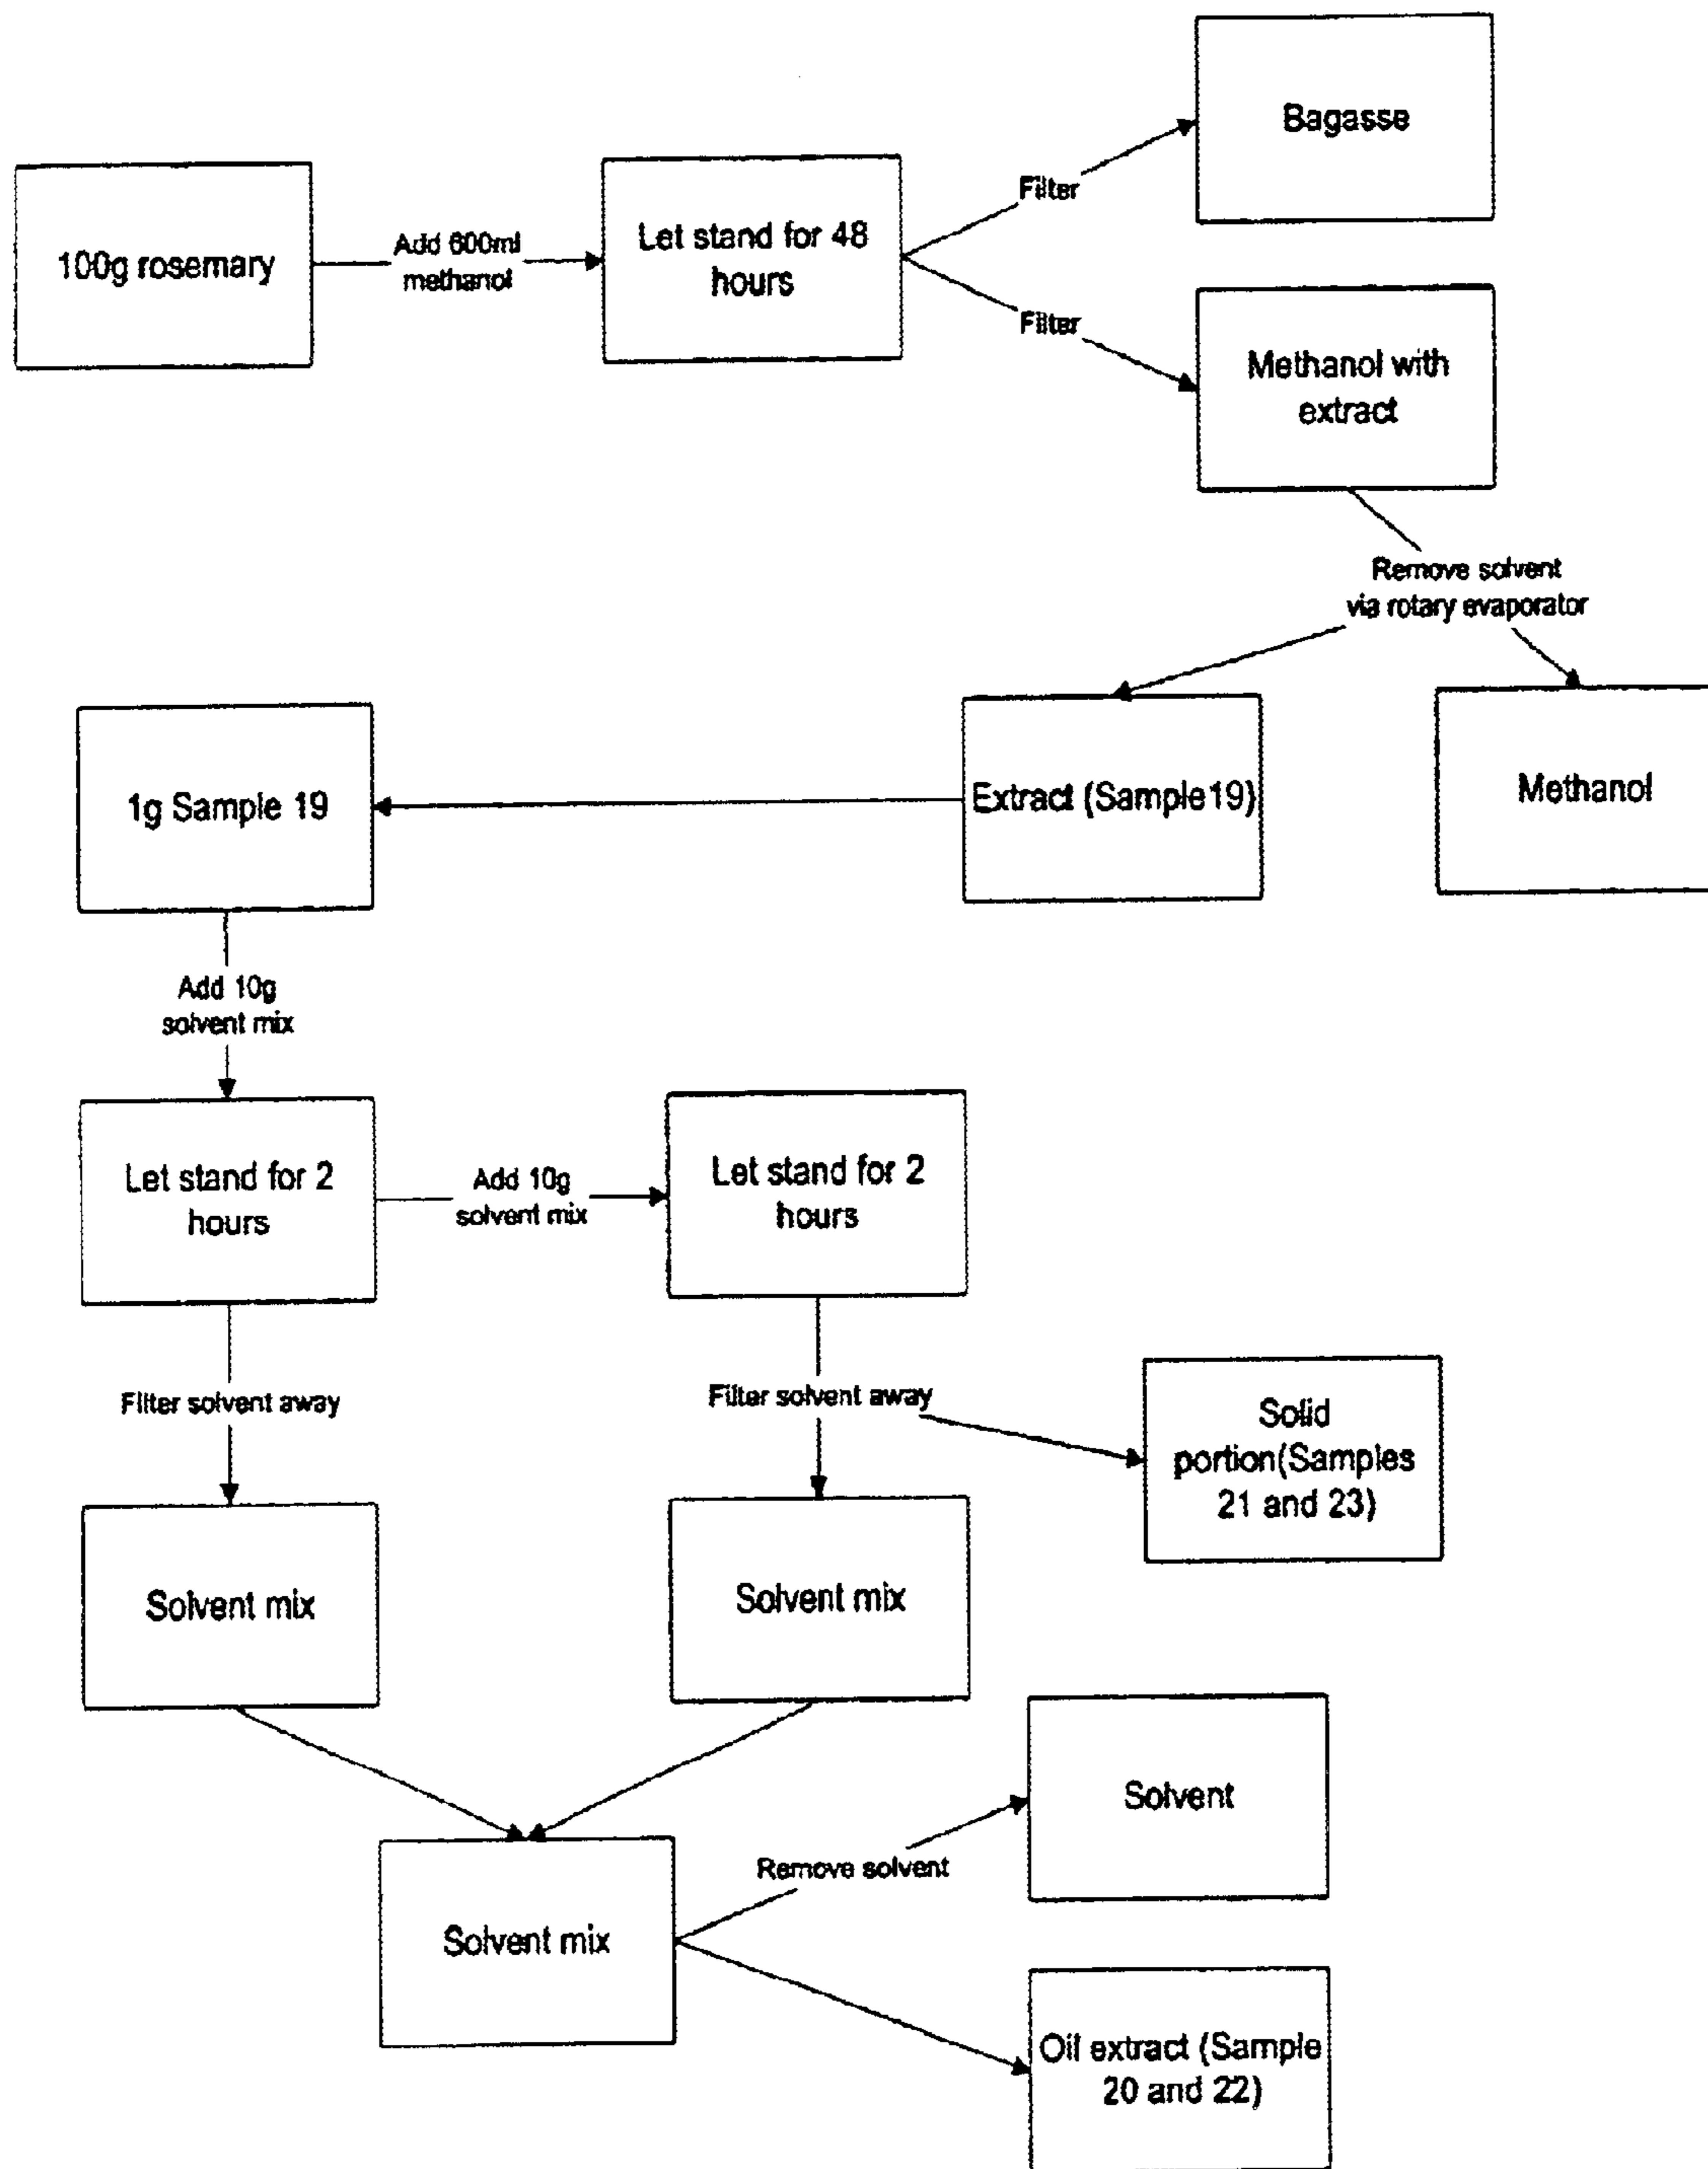 Bagasse
Filter
100g rosemary
Add 600ml
methanol
Let stand for 48
hours
Filter
Methanol with
extract
Remove solvent
via rotary evaporator
1g Sample 19
Extract (Sample19)
Methanol
Add 10g
solvent mix
Let stand for 2
hours
Add 10g
solvent mix
Let stand for 2
hours
Filter solvent away
Filter solvent away
Solid
portion(Samples
21 and 23)
Solvent mix
Solvent mix
Solvent
Remove solvent
Solvent mix
Oil extract (Sample
20 and 22)